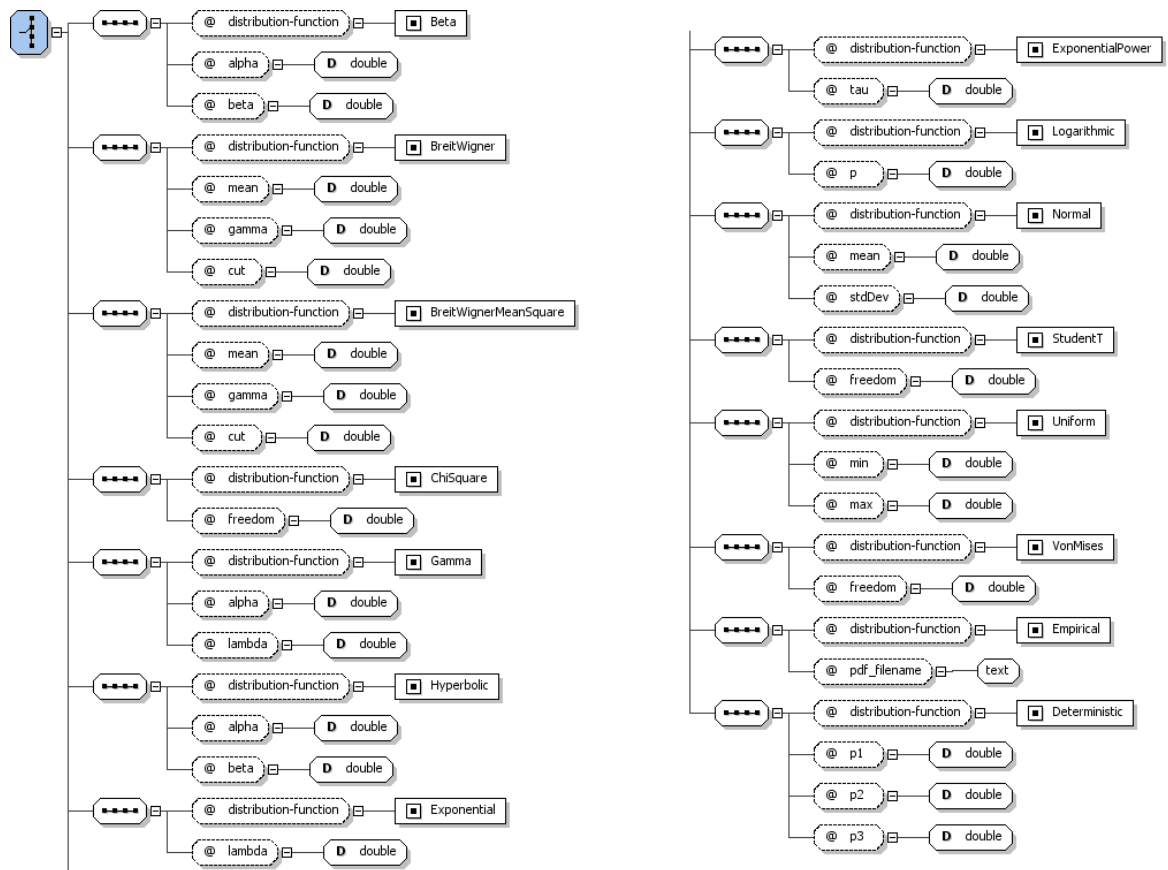 @ distribution-function Beta
@ alpha D double
@ beta D double
@ distribution-function BreitWigner
@ mean D double
@ gamma D double
@ cut D double
@ distribution-function BreitWignerMeanSquare
@ mean D double
@ gamma D double
@ cut D double
@ distribution-function ChiSquare
@ freedom D double
@ distribution-function Gamma
@ alpha D double
@ lambda D double
@ distribution-function Hyperbolic
@ alpha D double
@ beta D double
@ distribution-function Exponential
@ lambda D double
@ distribution-function ExponentialPower
@ tau D double
@ distribution-function Logarithmic
@ p D double
@ distribution-function Normal
@ mean D double
@ stdDev D double
@ distribution-function StudentT
@ freedom D double
@ distribution-function Uniform
@ min D double
@ max D double
@ distribution-function VonMises
@ freedom D double
@ distribution-function Empirical
@ pdf_filename text
@ distribution-function Deterministic
@ p1 D double
@ p2 D double
@ p3 D double